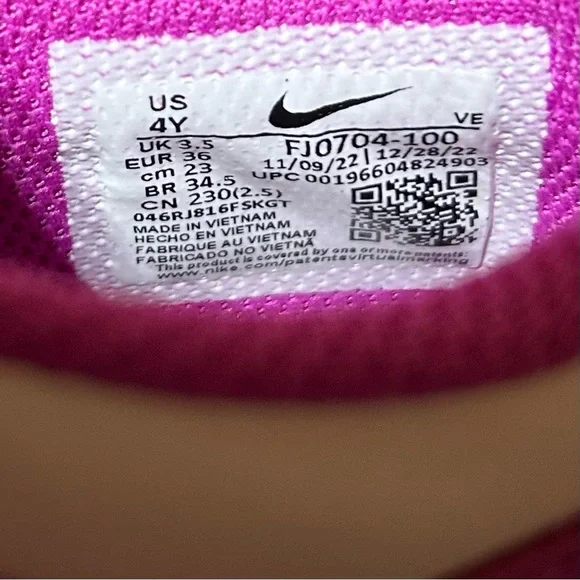 US
4Y
VE
UK 3.5
FJ0704-100
EUR 36
11/09/22 | 12/28/22
cm 23
UPC 00196604824903
BR 34.5
CN 230(2.5)
046RJ816FSKGT
MADE IN VIETNAM
HECHO EN VIETNAM
FABRIQUE AU VIETNAM
FABRICADO NO VIETNÃ
This product is covered by one or more patents:
www.nike.com/patentsvirtualmarking